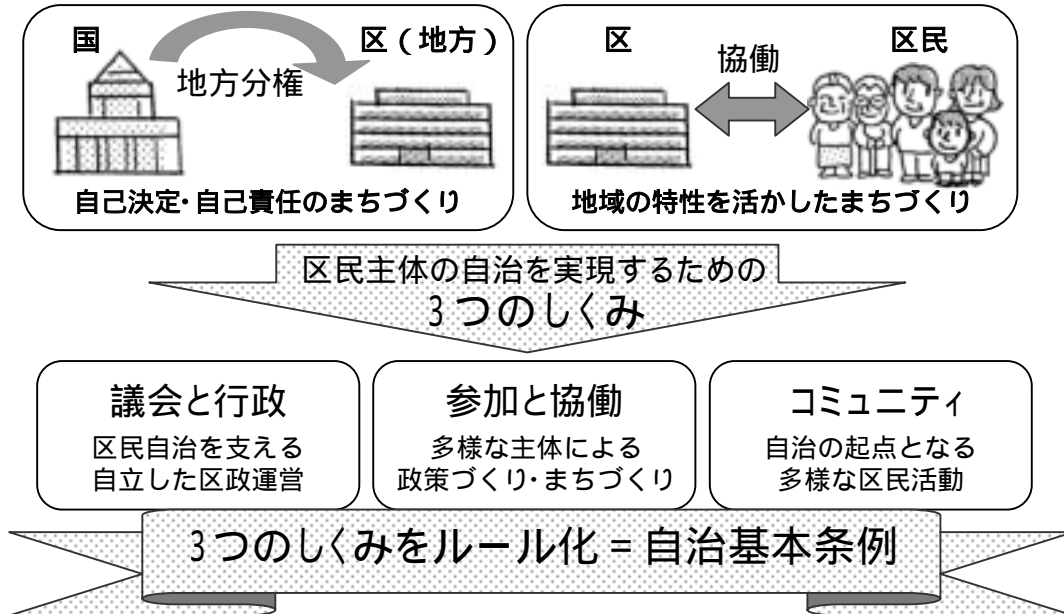 国
区（地方）
地方分権
自己決定・自己責任のまちづくり
区
区民
協働
地域の特性を活かしたまちづくり
区民主体の自治を実現するための
３つのしくみ
議会と行政
区民自治を支える
自立した区政運営
参加と協働
多様な主体による
政策づくり・まちづくり
コミュニティ
自治の起点となる
多様な区民活動
３つのしくみをルール化＝自治基本条例